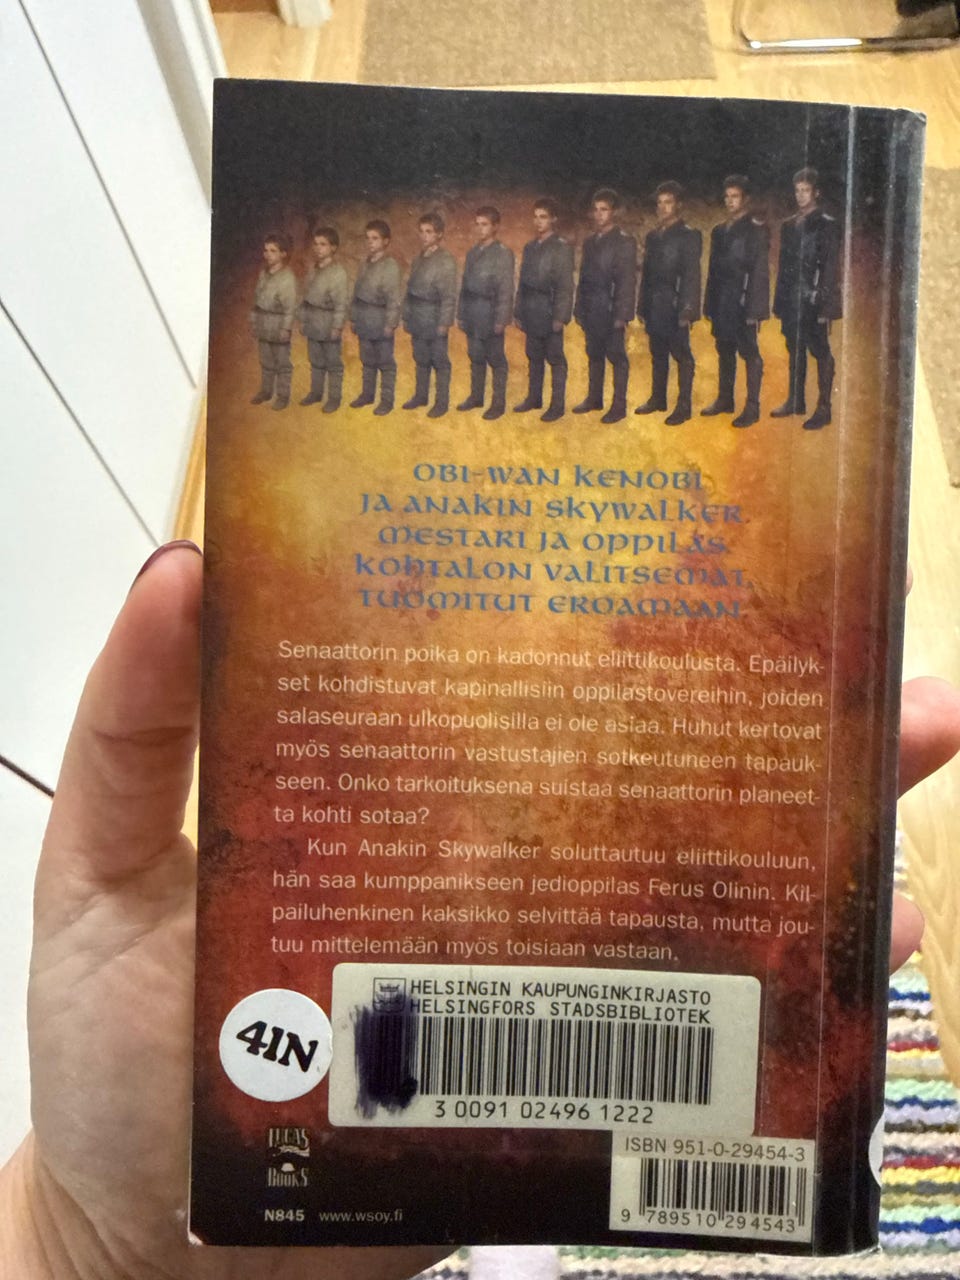 OBI-WAN KENOBI
JA ANAKIN SKYWALKER.
MESTARI JA OPPILAS.
KOHTALON VALITSEMAT,
TUOMITUT EROAMAAN.
Senaattorin poika on kadonnut eliittikoulusta. Epäilyk-
set kohdistuvat kapinallisiin oppilastovereihin, joiden
salaseuraan ulkopuolisilla ei ole asiaa. Huhut kertovat
myös senaattorin vastustajien sotkeutuneen tapauk-
seen. Onko tarkoituksena suistaa senaattorin planeet-
ta kohti sotaa?
Kun Anakin Skywalker soluttautuu eliittikouluun,
hän saa kumppanikseen jedioppilas Ferus Olinin. Kil-
pailuhenkinen kaksikko selvittää tapausta, mutta jou-
tuu mittelemään myös toisiaan vastaan.
HELSINGIN KAUPUNGINKIRJASTO
HELSINGFORS STADSBIBLIOTEK
4IN
3 0091 02496 1222
LUCAS
BOOKS
ISBN 951-0-29454-3
9 789510 294543
N845 www.wsoy.fi